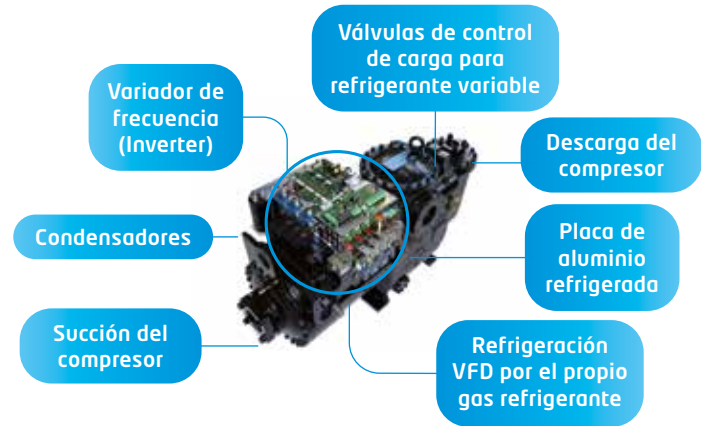 Válvulas de control
de carga para
refrigerante variable
Variador de
frecuencia
(Inverter)
Descarga del
compresor
Condensadores
Placa de
aluminio
refrigerada
Succión del
compresor
Refrigeración
VFD por el propio
gas refrigerante